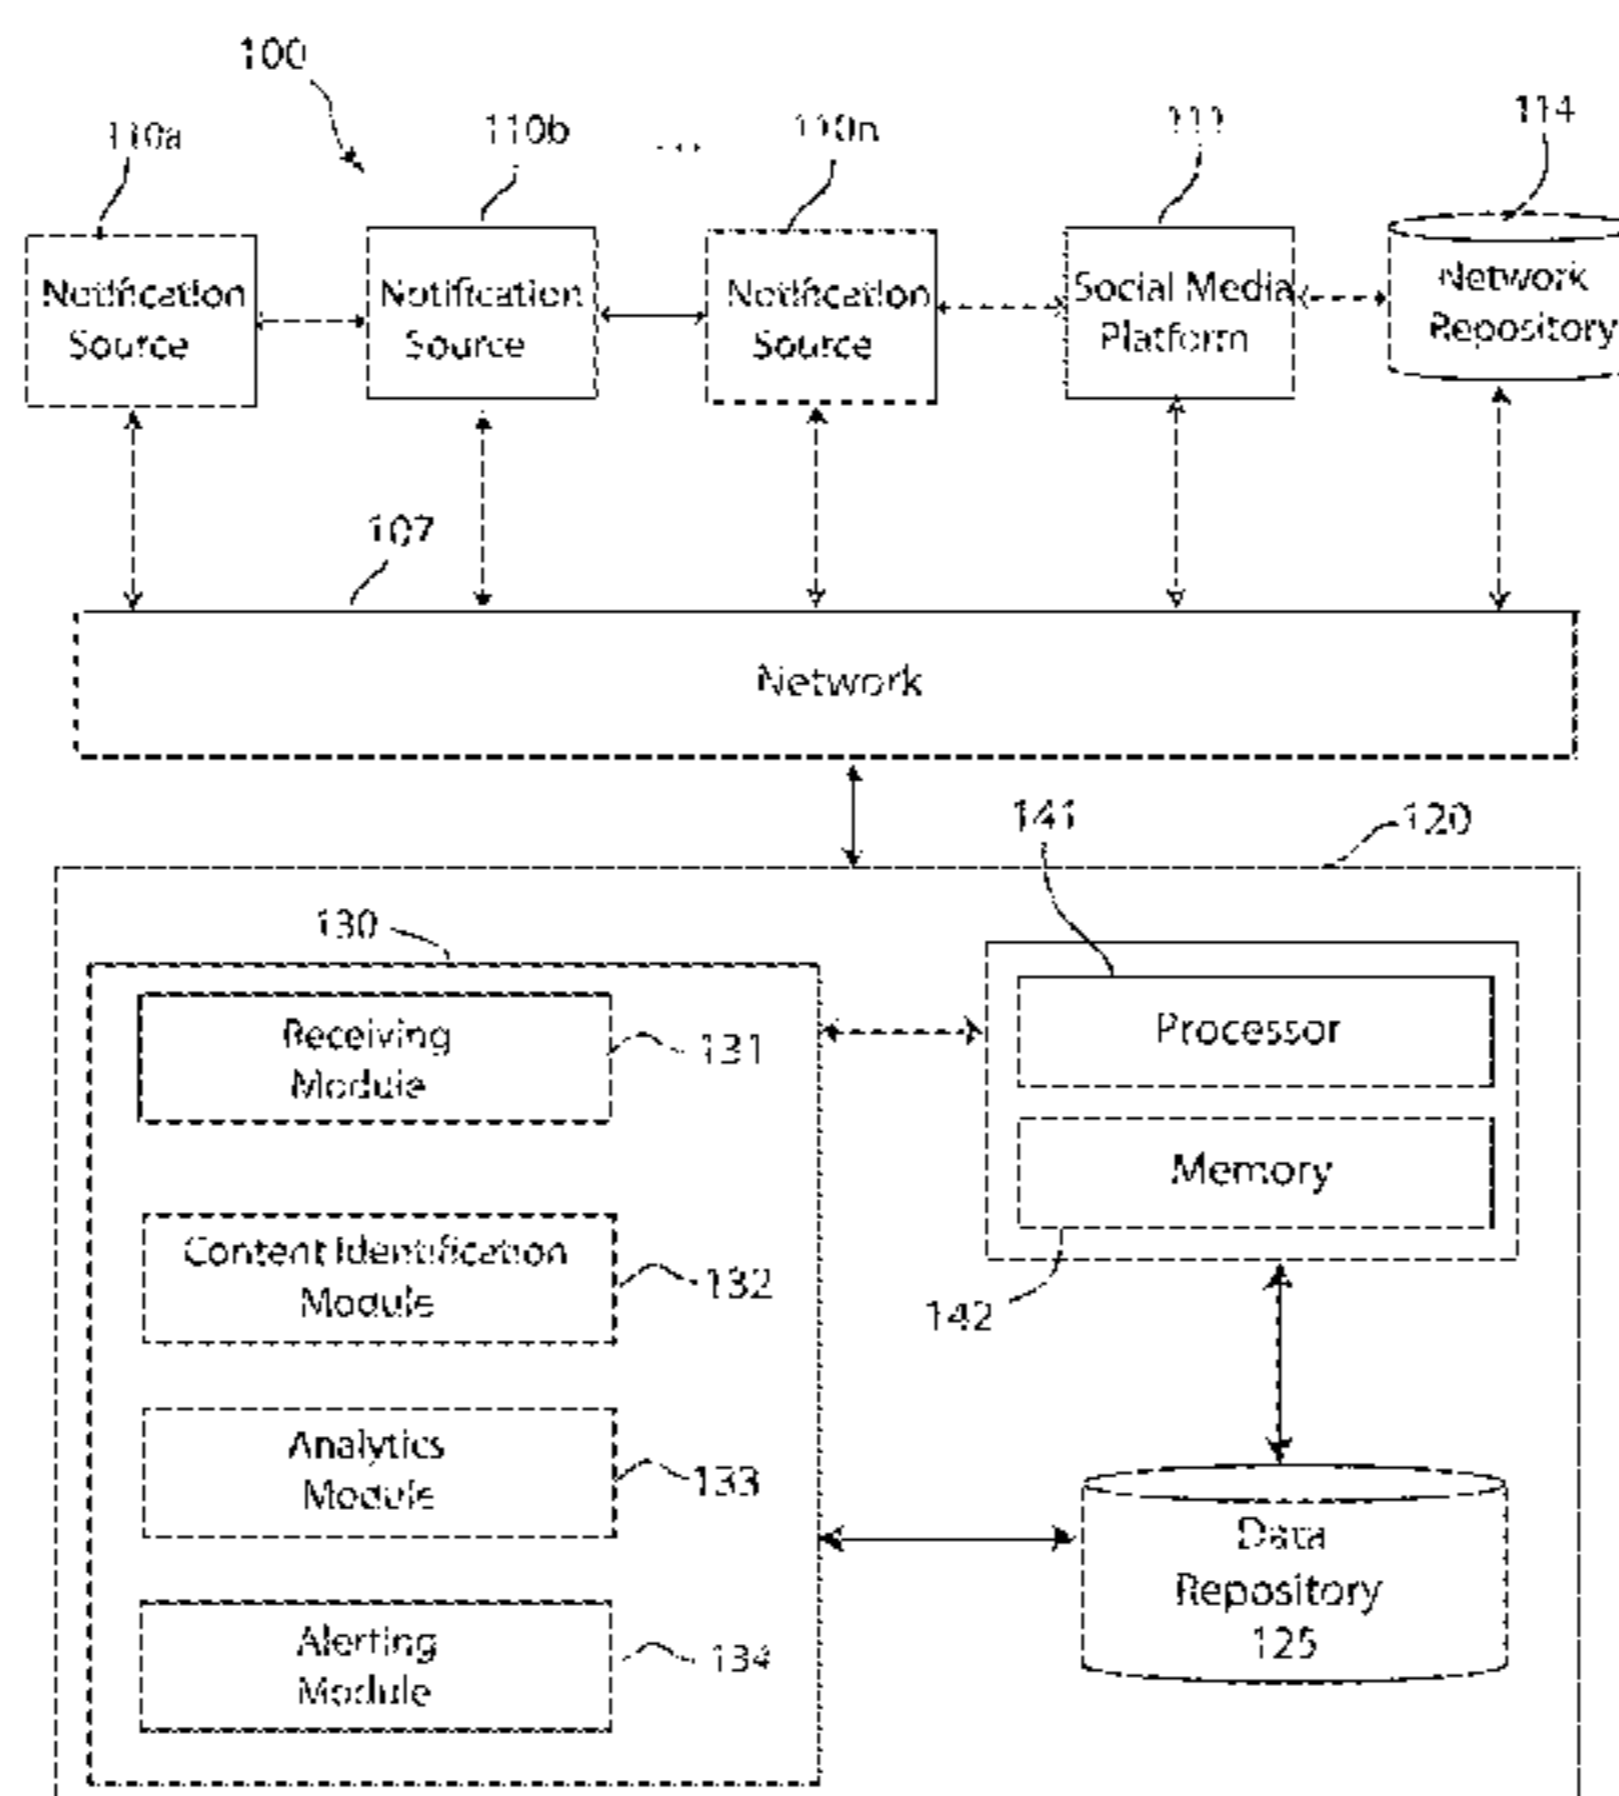 100
110a
110b
...
110n
111
114
Notification
Source
Notification
Source
Notification
Source
Social Media
Platform
Network
Repository
107
Network
141
120
130
Receiving
Module
131
Processor
Memory
Content Identification
Module
132
142
Analytics
Module
133
Data
Repository
125
Alerting
Module
134